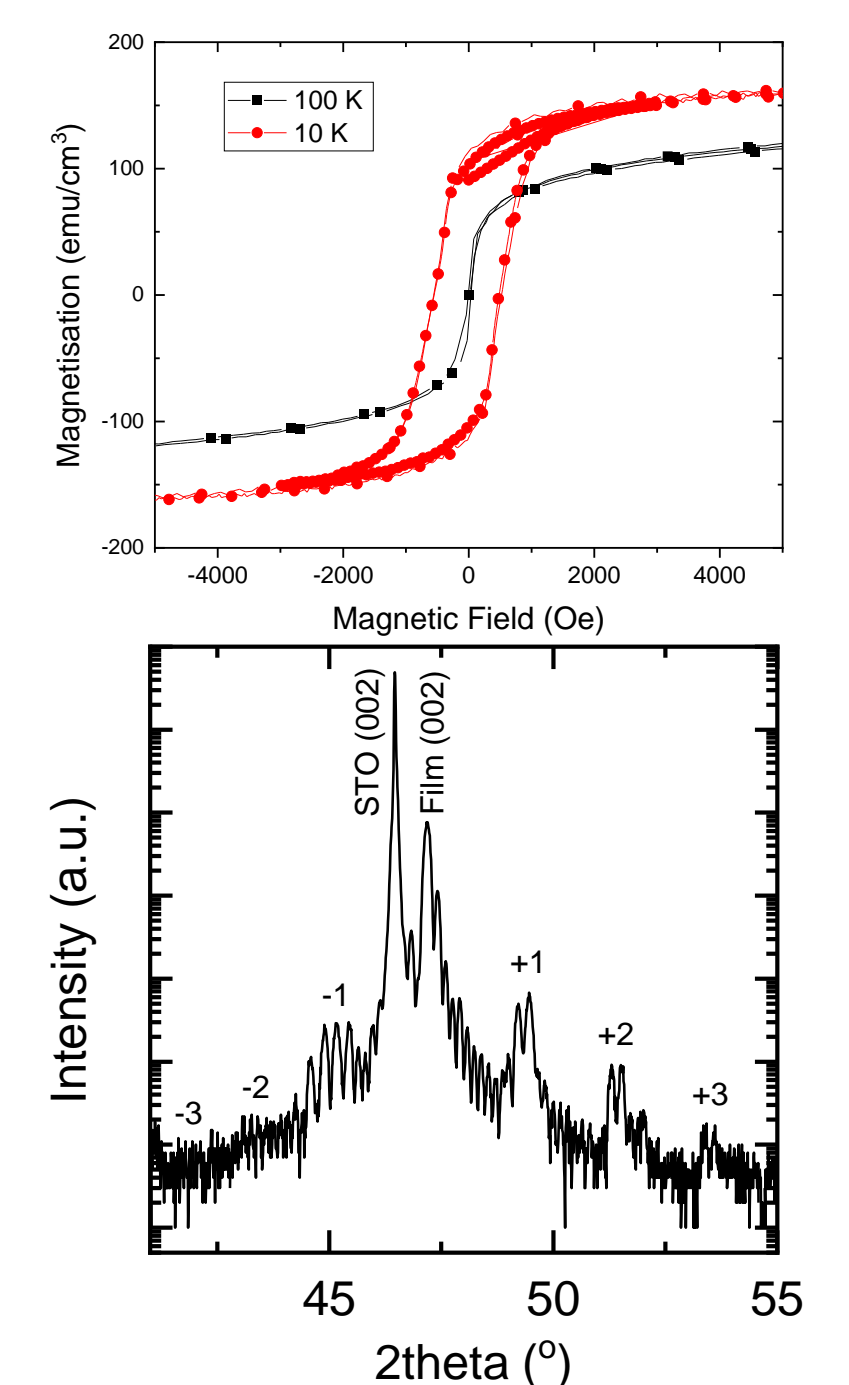 200
100
0
-100
-200
Magnetisation (emu/cm³)
100 K
10 K
-4000 -2000 0 2000 4000
Magnetic Field (Oe)
Intensity (a.u.)
STO (002)
Film (002)
-3 -2 -1 +1 +2 +3
45 50 55
2theta (°)